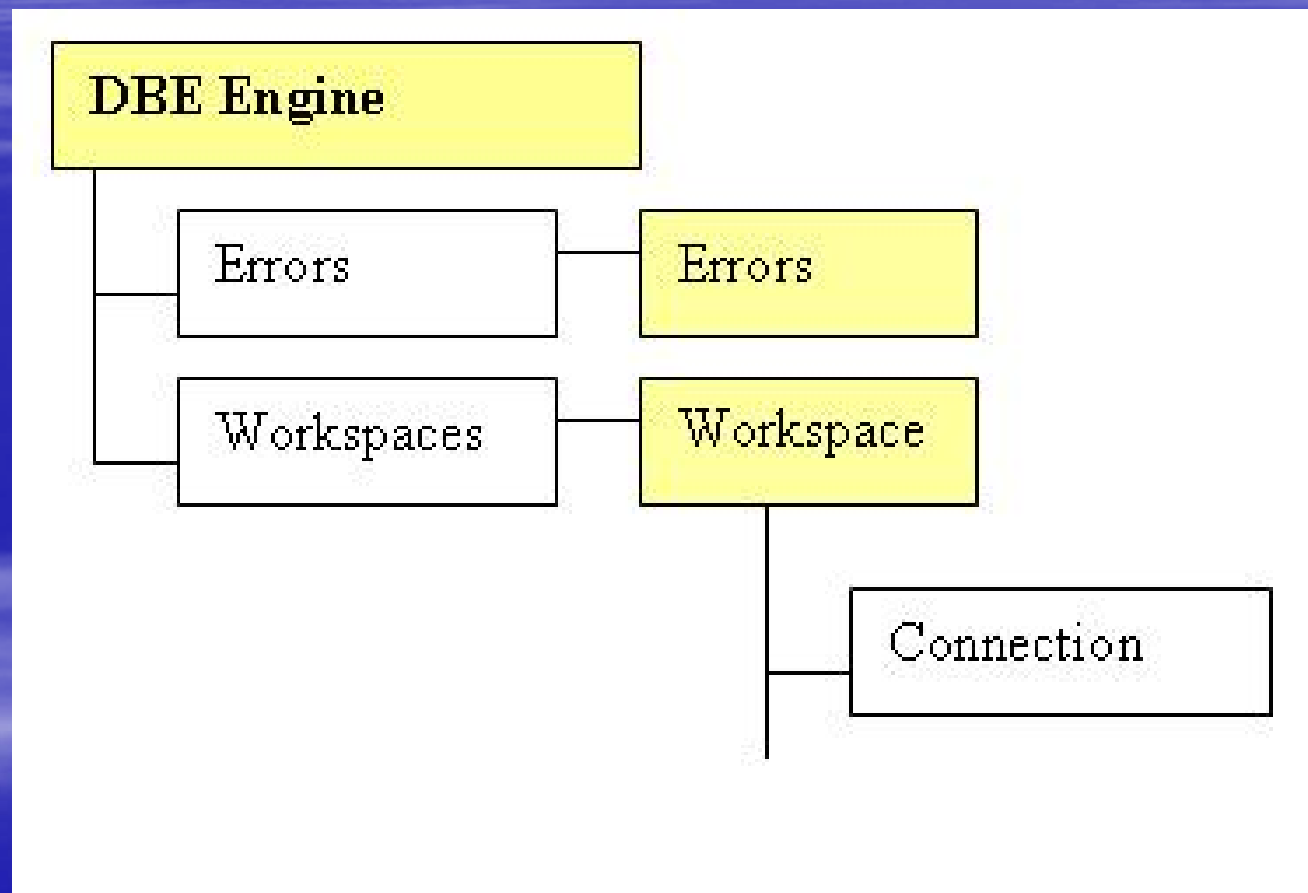 DBE Engine
Errors
Errors
Workspaces
Workspace
Connection